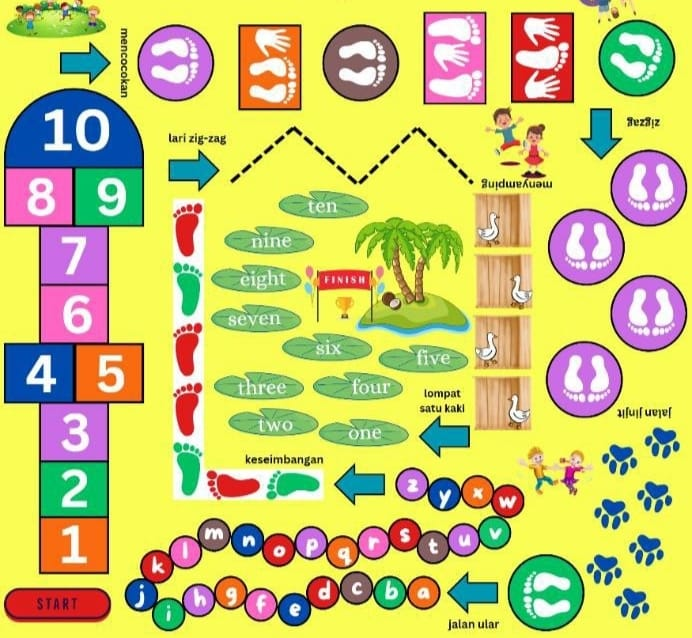 mencocokan
10
8
9
7
6
4
5
3
2
1
START
lari zig-zag
zigzag
menyamping
ten
nine
eight
seven
six
five
three
four
two
one
FINISH
lompat
satu kaki
jalan jinjit
keseimbangan
z y x w
m n o p q r s t u v
l
k
j i h g f e d c b a
jalan ular